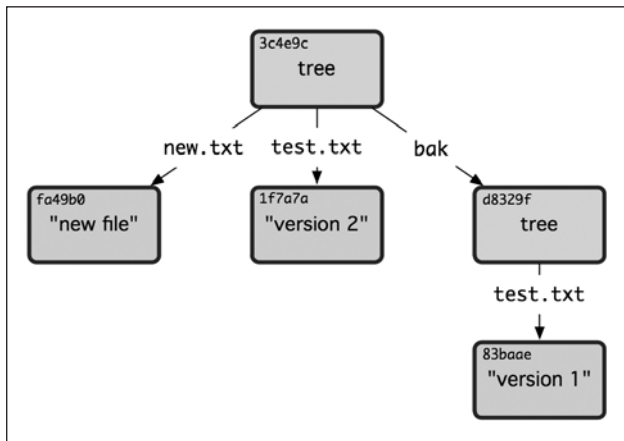 3c4e9c
tree
new.txt test.txt bak
fa49b0 1f7a7a d8329f
"new file" "version 2" tree
test.txt
83baae
"version 1"